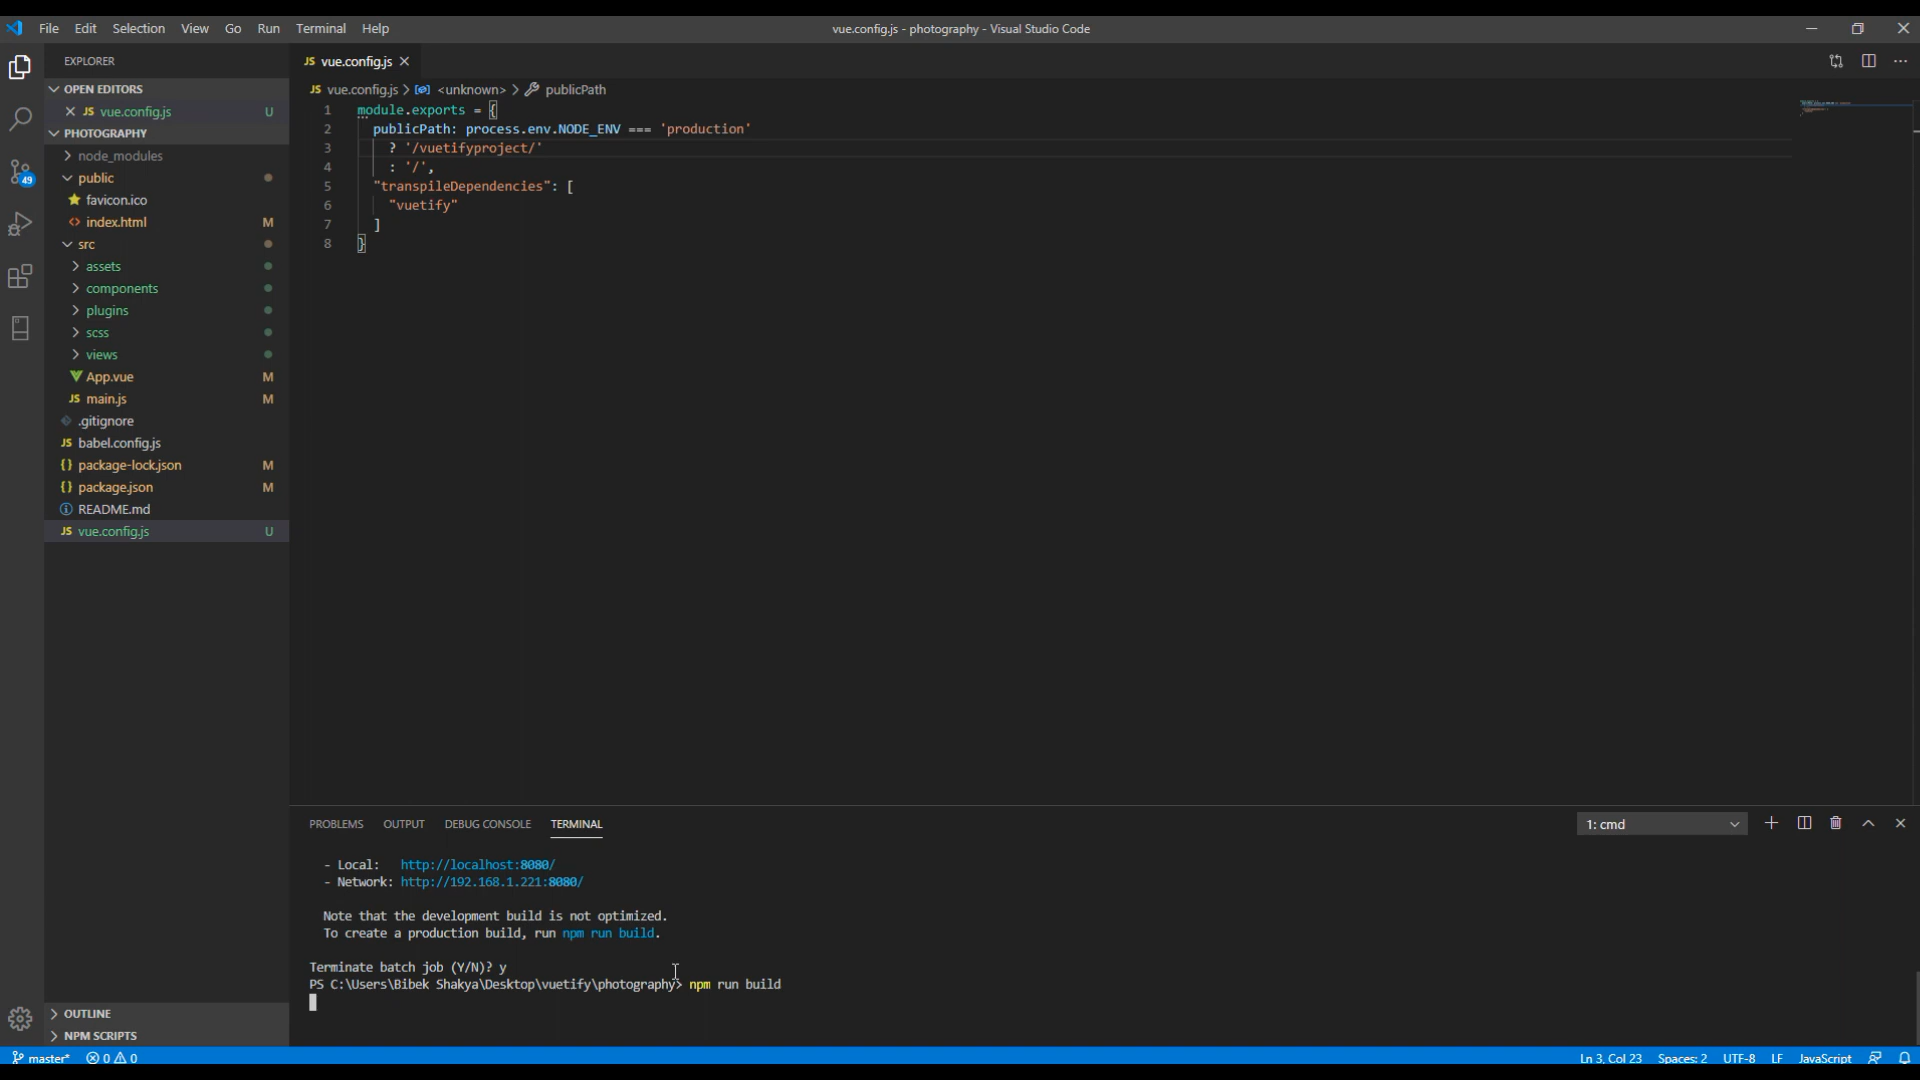 File Edit Selection View Go Run Terminal Help
vue.config.js - photography - Visual Studio Code
EXPLORER
OPEN EDITORS
JS vue.config.js U
PHOTOGRAPHY
node_modules
public
favicon.ico
<> index.html M
src
assets
components
plugins
scss
views
App.vue M
JS main.js M
.gitignore
JS babel.config.js
{} package-lock.json M
{} package.json M
README.md
JS vue.config.js U
OUTLINE
NPM SCRIPTS
49
JS vue.config.js
JS vue.config.js > <unknown> > publicPath
1 module.exports = {
2 publicPath: process.env.NODE_ENV === 'production'
3 ? '/vuetifyproject/'
4 : '/',
5 "transpileDependencies": [
6 "vuetify"
7 ]
8 }
PROBLEMS OUTPUT DEBUG CONSOLE TERMINAL
1: cmd
- Local: http://localhost:8080/
- Network: http://192.168.1.221:8080/
Note that the development build is not optimized.
To create a production build, run npm run build.
Terminate batch job (Y/N)? y
PS C:\Users\Bibek Shakya\Desktop\vuetify\photography> npm run build
master* 0 0
Ln 3, Col 23 Spaces: 2 UTF-8 LF JavaScript